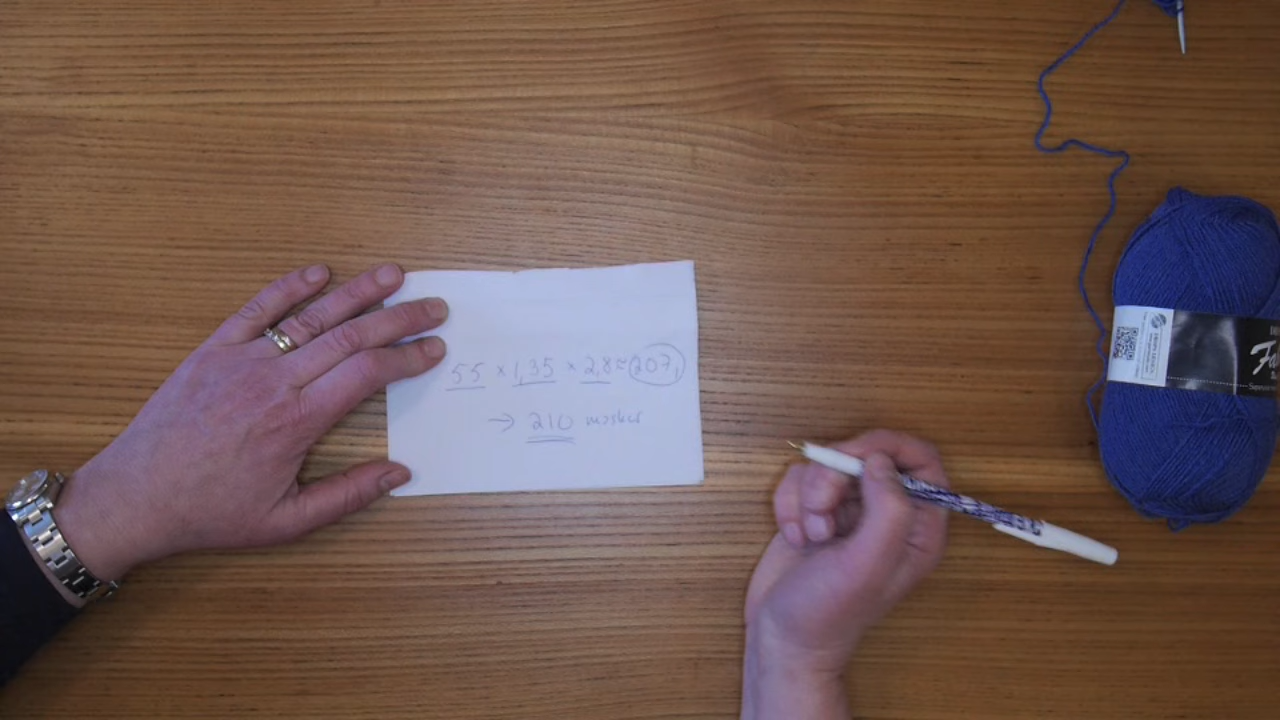 55 × 1,35 × 2,8 ≈ 207,
→ 210 masker